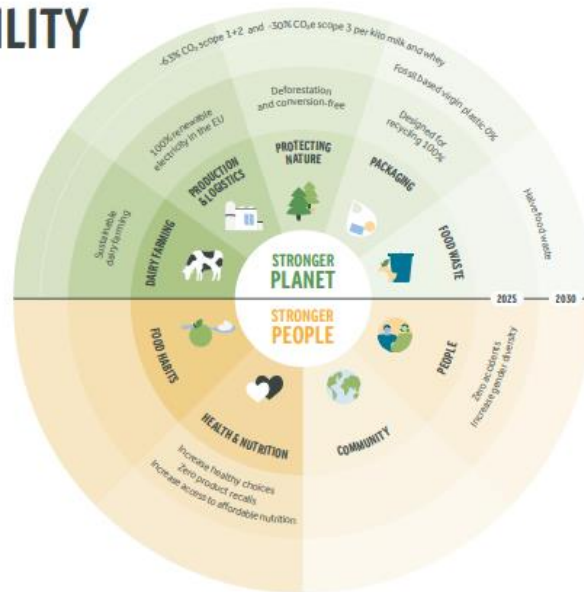 ILITY
-63% CO₂ scope 1+2 and -30% CO₂e scope 3 per kilo milk and whey
Fossil based virgin plastic 0%
Halve food waste
Sustainable
dairy farming
100% renewable
electricity in the EU
Deforestation
and conversion-free
Designed for
recycling 100%
DAIRY FARMING
PRODUCTION
& LOGISTICS
PROTECTING
NATURE
PACKAGING
FOOD WASTE
STRONGER
PLANET
2025
2030
STRONGER
PEOPLE
FOOD HABITS
HEALTH & NUTRITION
COMMUNITY
PEOPLE
Zero accidents
Increase gender diversity
Increase healthy choices
Zero product recalls
Increase access to affordable nutrition